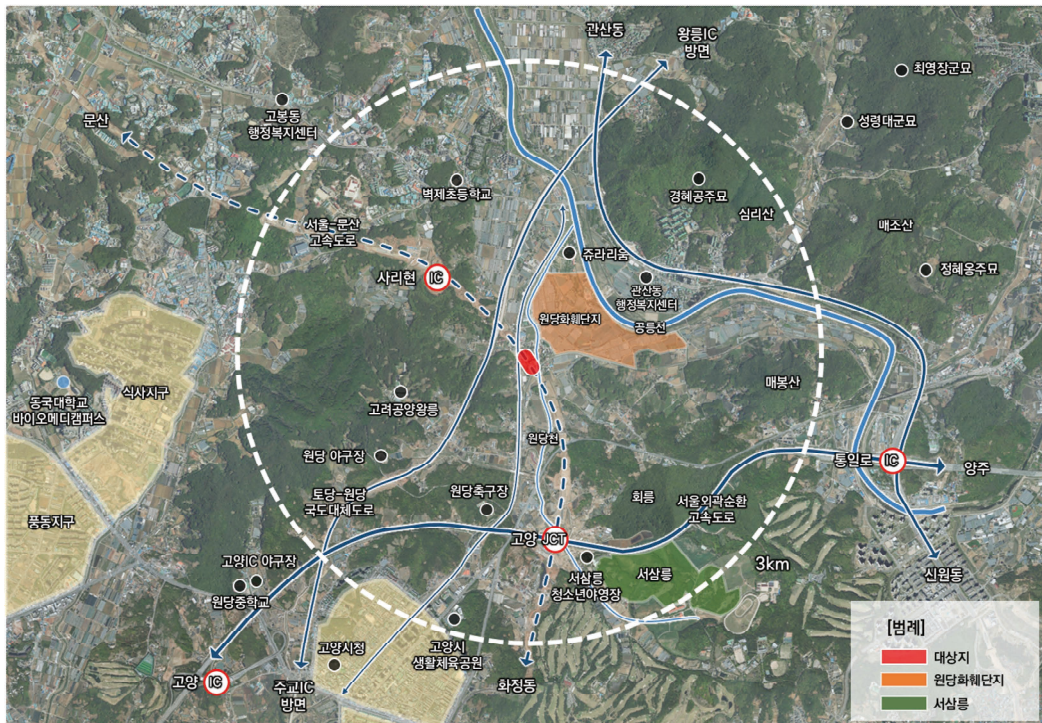 관산동
왕릉IC
방면
최영장군묘
문산
고봉동
행정복지센터
성령대군묘
벽제초등학교
경혜공주묘
심리산
매조산
서울-문산
고속도로
사리현
IC
쥬라리움
관산동
행정복지센터
정혜옹주묘
원당화훼단지
공릉선
식사지구
동국대학교
바이오메디캠퍼스
고려공양왕릉
매봉산
원당천
원당 야구장
통일로
IC
양주
토당-원당
국도대체도로
원당축구장
회릉
서울외곽순환
고속도로
풍동지구
고양 JCT
고양IC 야구장
원당중학교
서삼릉
청소년야영장
서삼릉
3km
신원동
고양시청
고양시
생활체육공원
고양 IC
주교IC
방면
화정동
[범례]
대상지
원당화훼단지
서삼릉